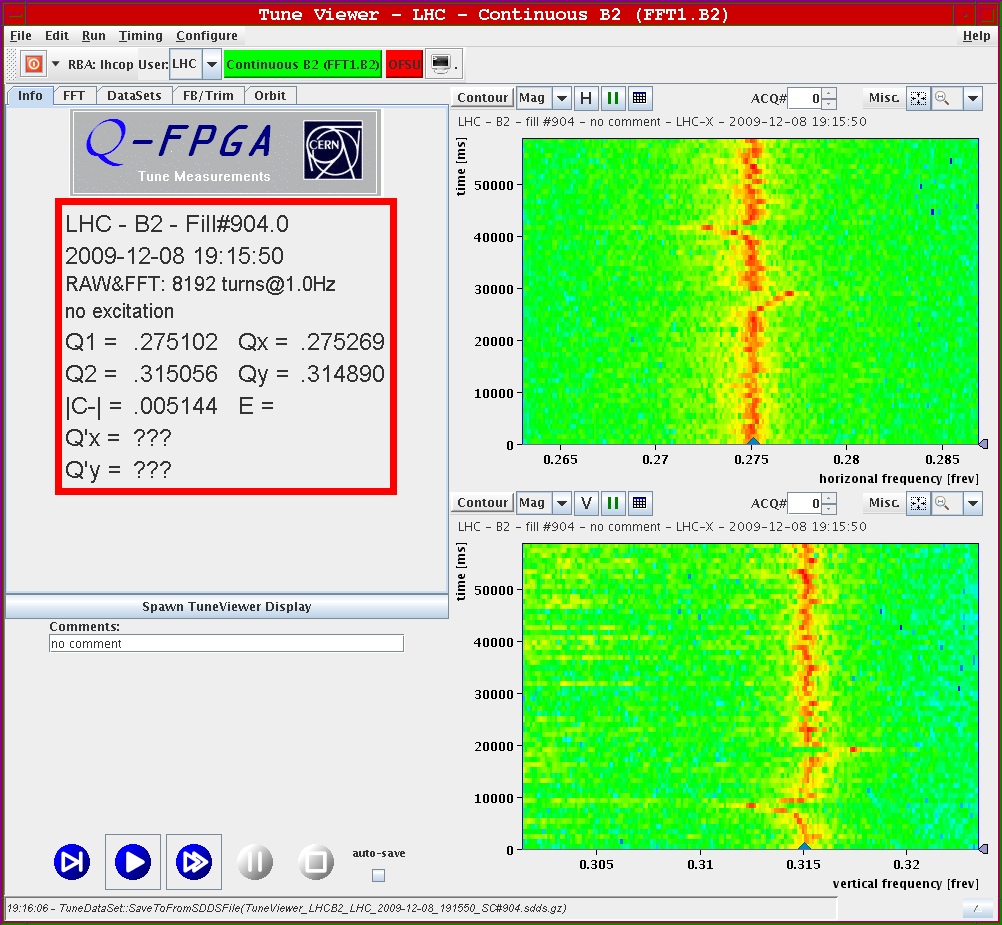 Tune Viewer - LHC - Continuous B2 (FFT1.B2)
File Edit Run Timing Configure Help
RBA: lhcop User: LHC Continuous B2 (FFT1.B2) OFSU .
Info FFT DataSets FB/Trim Orbit
Q-FPGA
Tune Measurements
CERN
LHC - B2 - Fill#904.0
2009-12-08 19:15:50
RAW&FFT: 8192 turns@1.0Hz
no excitation
Q1 = .275102 Qx = .275269
Q2 = .315056 Qy = .314890
|C-| = .005144 E =
Q'x = ???
Q'y = ???
Spawn TuneViewer Display
Comments:
no comment
auto-save
Contour Mag H ACQ# 0 Misc.
LHC - B2 - fill #904 - no comment - LHC-X - 2009-12-08 19:15:50
time [ms]
50000
40000
30000
20000
10000
0
0.265 0.27 0.275 0.28 0.285
horizonal frequency [frev]
Contour Mag V ACQ# 0 Misc.
LHC - B2 - fill #904 - no comment - LHC-X - 2009-12-08 19:15:50
time [ms]
50000
40000
30000
20000
10000
0
0.305 0.31 0.315 0.32
vertical frequency [frev]
19:16:06 - TuneDataSet::SaveToFromSDDSFile(TuneViewer_LHCB2_LHC_2009-12-08_191550_SC#904.sdds.gz)